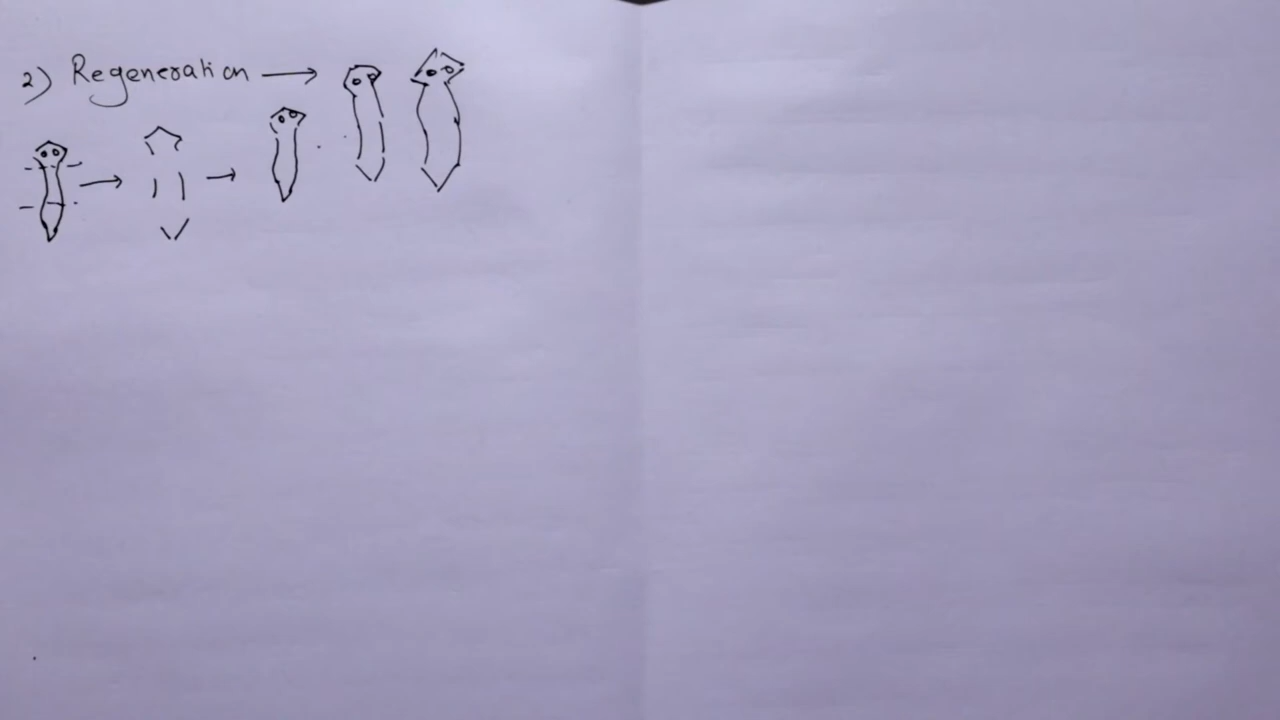 2) Regeneration →